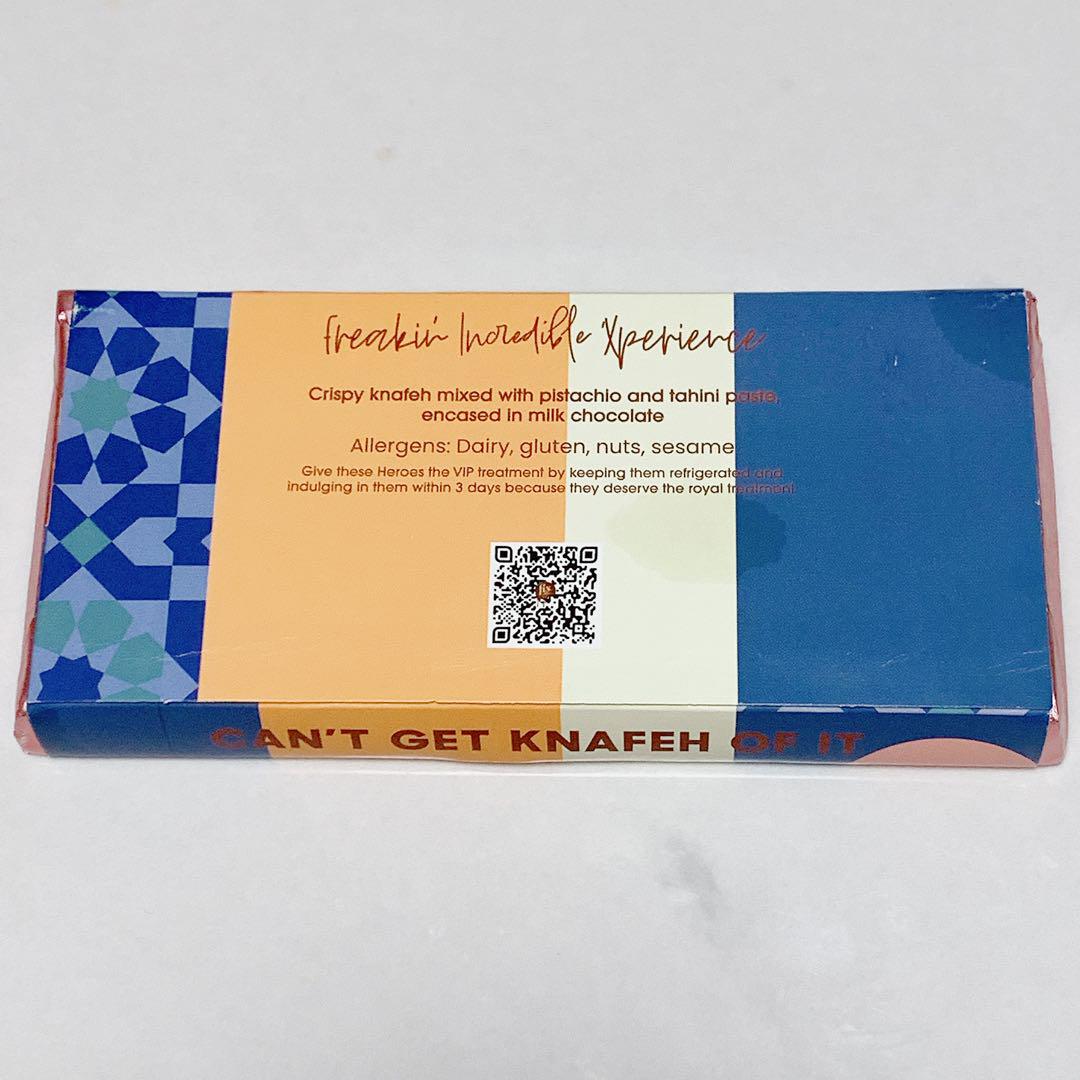 Freakin' Incredible Xperience
Crispy knafeh mixed with pistachio and tahini paste,
encased in milk chocolate
Allergens: Dairy, gluten, nuts, sesame
Give these Heroes the VIP treatment by keeping them refrigerated and
indulging in them within 3 days because they deserve the royal treatment
fix
CAN'T GET KNAFEH OF IT